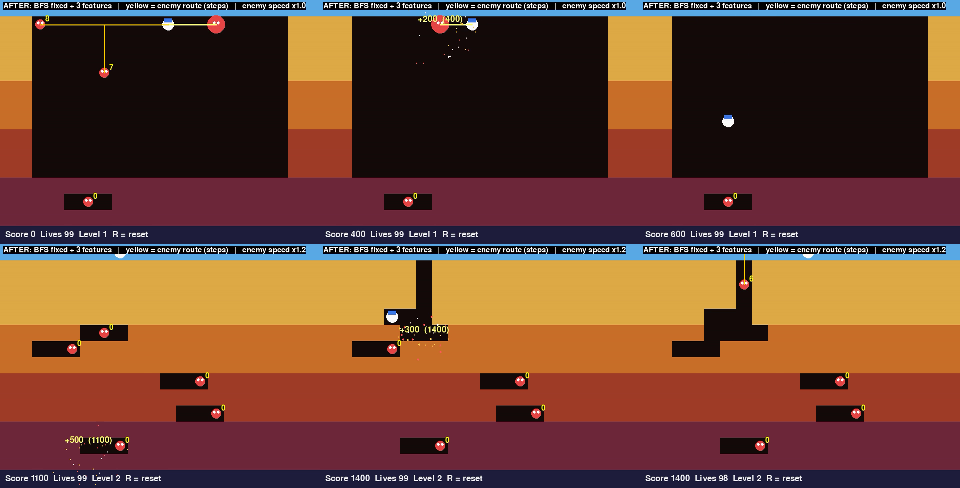 AFTER: BFS fixed + 3 features | yellow = enemy route (steps) | enemy speed x1.0
8
7
0
Score 0 Lives 99 Level 1 R = reset
AFTER: BFS fixed + 3 features | yellow = enemy route (steps) | enemy speed x1.0
+200 (400)
0
Score 400 Lives 99 Level 1 R = reset
AFTER: BFS fixed + 3 features | yellow = enemy route (steps) | enemy speed x1.0
0
Score 600 Lives 99 Level 1 R = reset
AFTER: BFS fixed + 3 features | yellow = enemy route (steps) | enemy speed x1.2
0
0
0
0
+500 (1100)
0
Score 1100 Lives 99 Level 2 R = reset
AFTER: BFS fixed + 3 features | yellow = enemy route (steps) | enemy speed x1.2
+300 (1400)
0
0
0
0
Score 1400 Lives 99 Level 2 R = reset
AFTER: BFS fixed + 3 features | yellow = enemy route (steps) | enemy speed x1.2
6
0
0
0
Score 1400 Lives 98 Level 2 R = reset